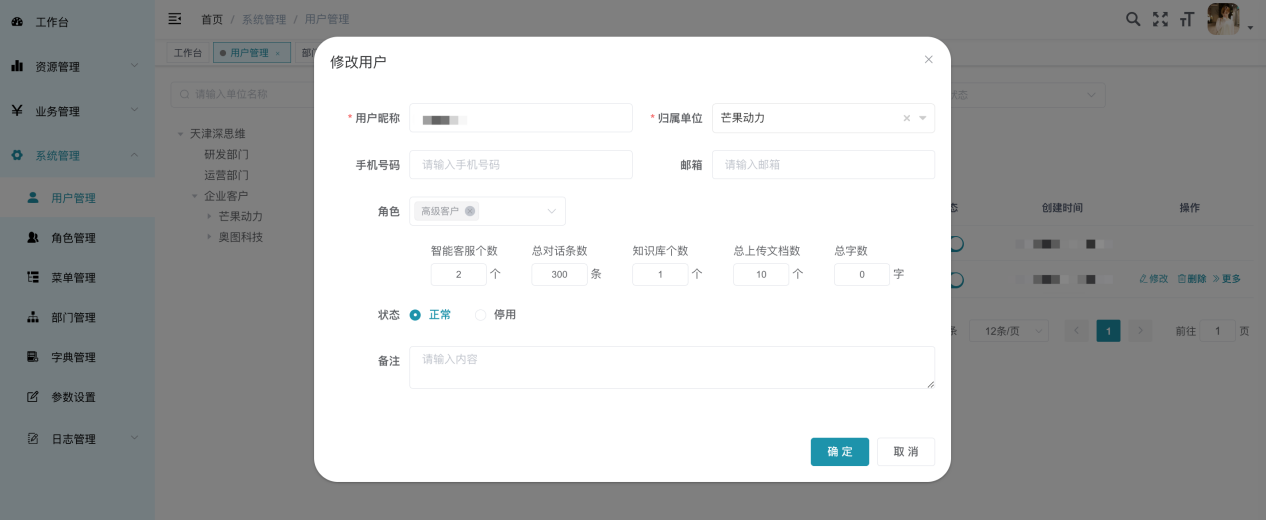 工作台
首页 / 系统管理 / 用户管理
工作台
用户管理 ×
资源管理
业务管理
系统管理
用户管理
角色管理
菜单管理
部门管理
字典管理
参数设置
日志管理
请输入单位名称
天津深思维
研发部门
运营部门
企业客户
芒果动力
奥图科技
修改用户
* 用户昵称
* 归属单位 芒果动力
手机号码 请输入手机号码
邮箱 请输入邮箱
角色 高级客户
智能客服个数 总对话条数 知识库个数 总上传文档数 总字数
2 个 300 条 1 个 10 个 0 字
状态 正常 停用
备注 请输入内容
确 定 取 消
创建时间 操作
修改 删除 更多
12条/页 1 前往 1 页